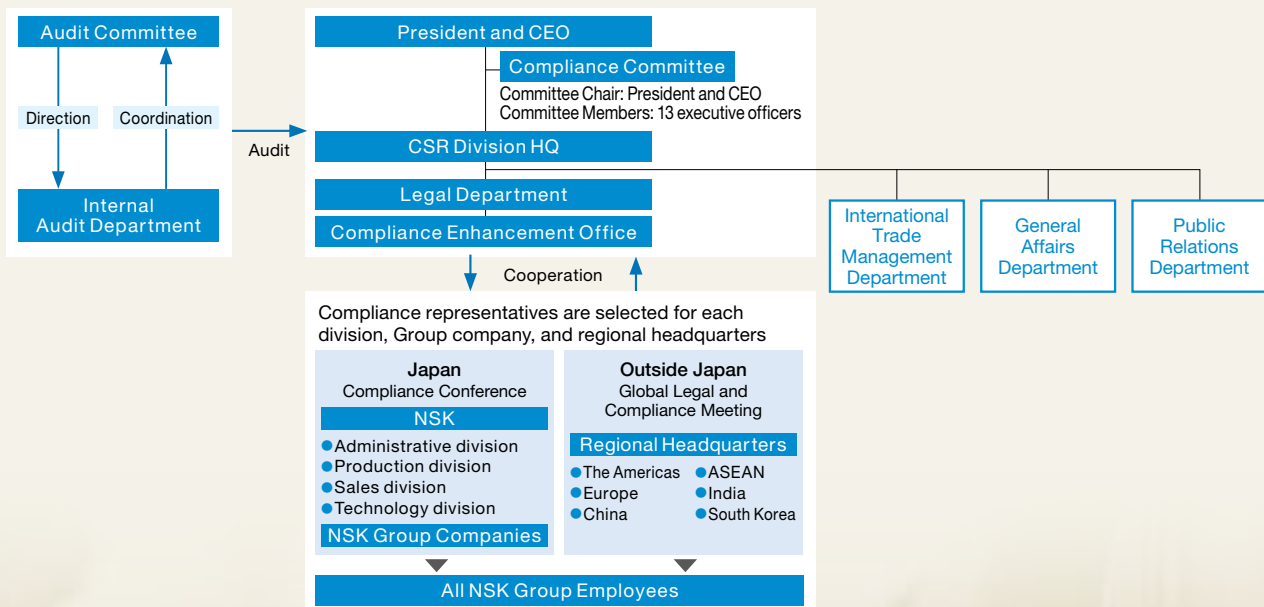 Audit Committee
Direction
Coordination
Internal
Audit Department
Audit
President and CEO
Compliance Committee
Committee Chair: President and CEO
Committee Members: 13 executive officers
CSR Division HQ
Legal Department
Compliance Enhancement Office
International
Trade
Management
Department
General
Affairs
Department
Public
Relations
Department
Cooperation
Compliance representatives are selected for each
division, Group company, and regional headquarters
Japan
Compliance Conference
NSK
●Administrative division
●Production division
●Sales division
●Technology division
NSK Group Companies
Outside Japan
Global Legal and
Compliance Meeting
Regional Headquarters
●The Americas
●Europe
●China
●ASEAN
●India
●South Korea
All NSK Group Employees